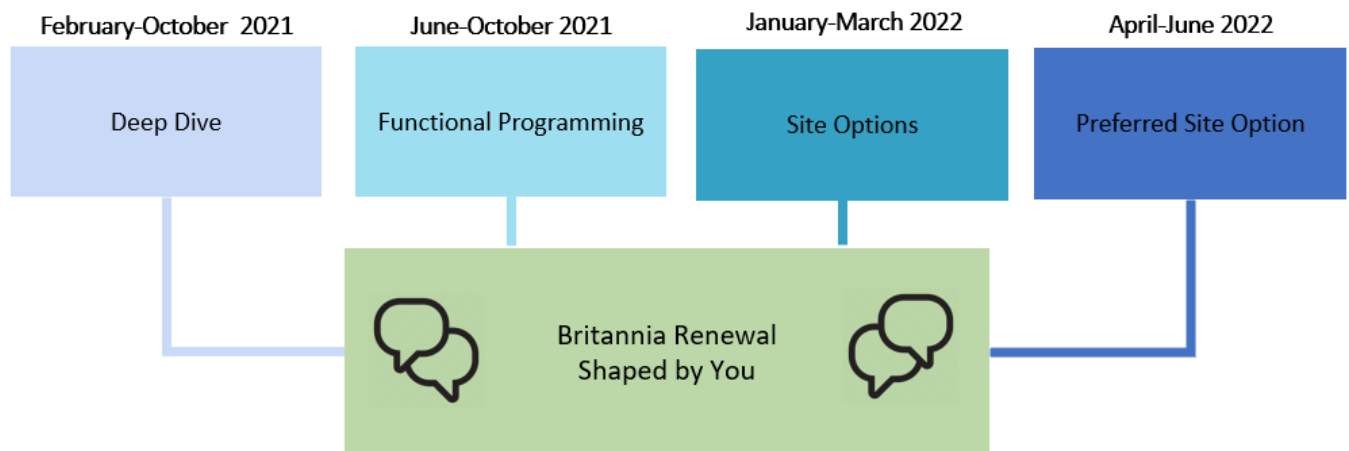 February-October 2021
June-October 2021
January-March 2022
April-June 2022
Deep Dive
Functional Programming
Site Options
Preferred Site Option
Britannia Renewal
Shaped by You